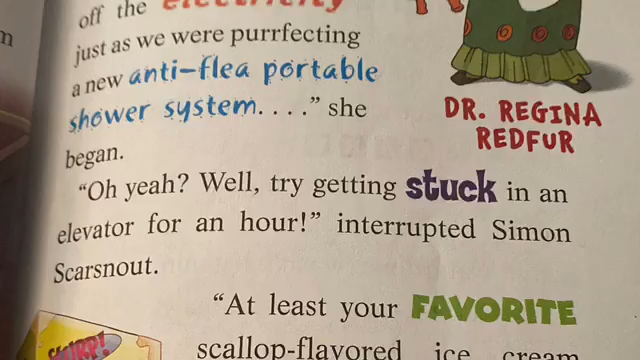 off the electricity
just as we were purrfecting
a new anti-flea portable
shower system. . . .” she
began.
DR. REGINA
REDFUR
“Oh yeah? Well, try getting stuck in an
elevator for an hour!” interrupted Simon
Scarsnout.
“At least your FAVORITE
scallop-flavored ice cream